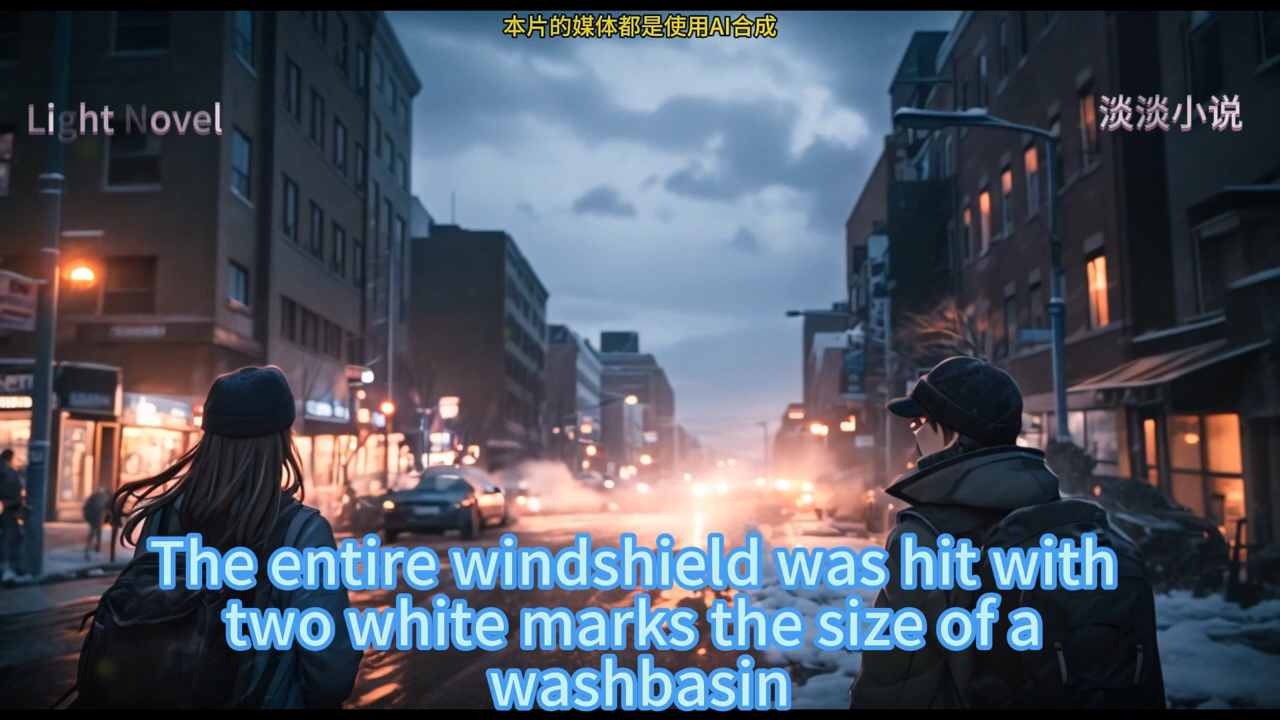 本片的媒体都是使用AI合成
Light Novel
淡淡小说
The entire windshield was hit with
two white marks the size of a
washbasin